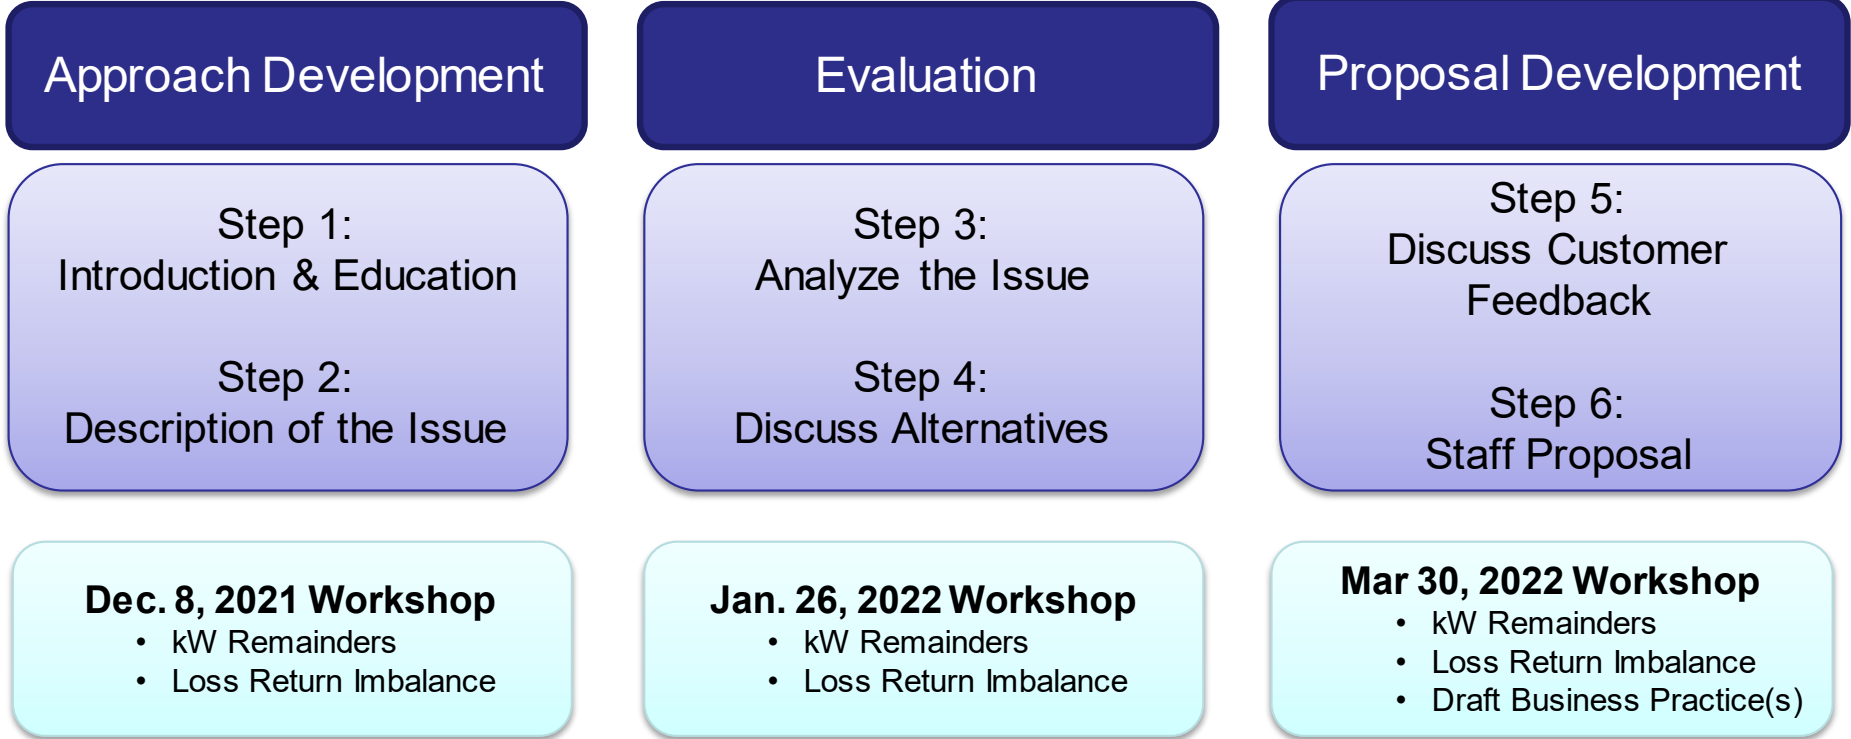 Approach Development
Evaluation
Proposal Development
Step 1:
Introduction & Education
Step 2:
Description of the Issue
Step 3:
Analyze the Issue
Step 4:
Discuss Alternatives
Step 5:
Discuss Customer
Feedback
Step 6:
Staff Proposal
Dec. 8, 2021 Workshop
• kW Remainders
• Loss Return Imbalance
Jan. 26, 2022 Workshop
• kW Remainders
• Loss Return Imbalance
Mar 30, 2022 Workshop
• kW Remainders
• Loss Return Imbalance
• Draft Business Practice(s)